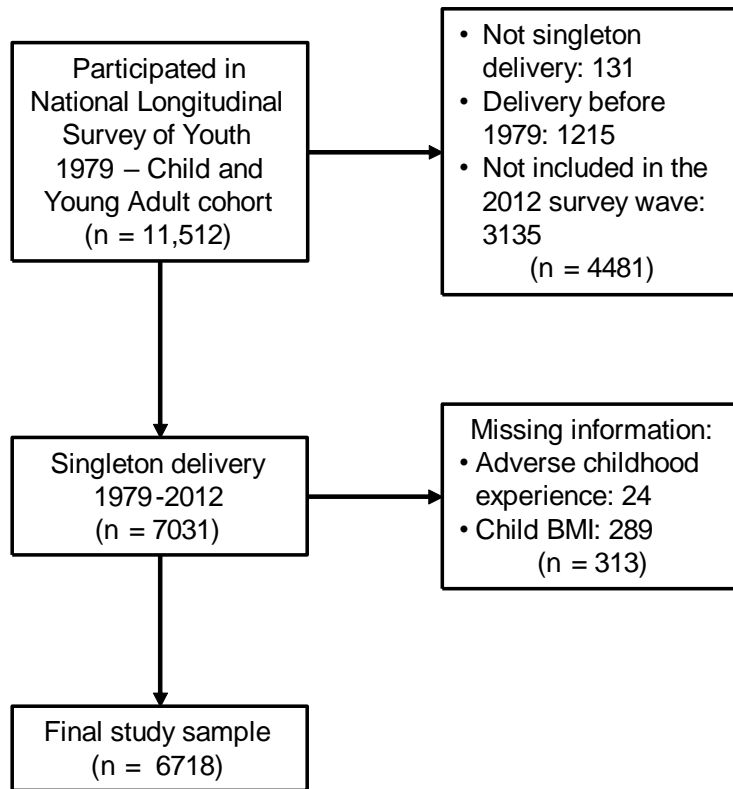 Participated in
National Longitudinal
Survey of Youth
1979 – Child and
Young Adult cohort
(n = 11,512)
• Not singleton
delivery: 131
• Delivery before
1979: 1215
• Not included in the
2012 survey wave:
3135
(n = 4481)
Singleton delivery
1979-2012
(n = 7031)
Missing information:
• Adverse childhood
experience: 24
• Child BMI: 289
(n = 313)
Final study sample
(n = 6718)